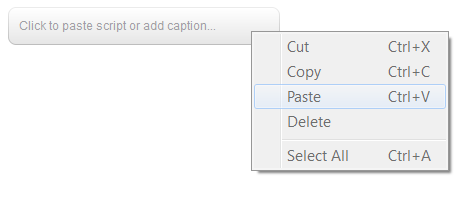 Click to paste script or add caption...
Cut Ctrl+X
Copy Ctrl+C
Paste Ctrl+V
Delete
Select All Ctrl+A